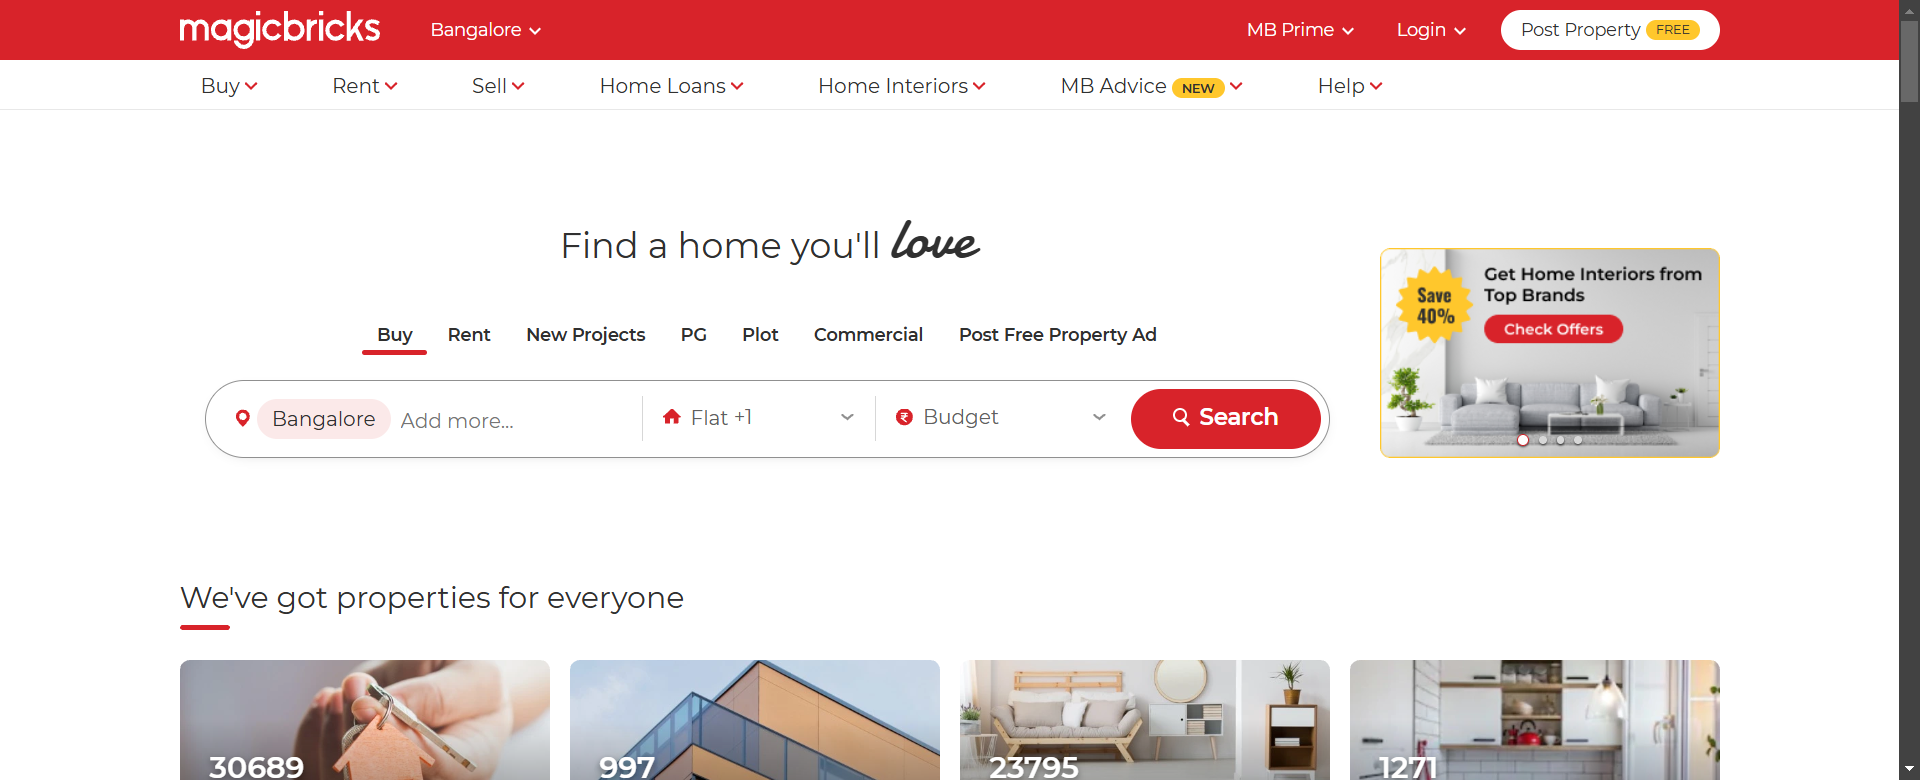 magicbricks
Bangalore
MB Prime
Login
Post Property FREE
Buy
Rent
Sell
Home Loans
Home Interiors
MB Advice NEW
Help
Find a home you'll love
Buy
Rent
New Projects
PG
Plot
Commercial
Post Free Property Ad
Bangalore
Add more...
Flat +1
Budget
Search
Save
40%
Get Home Interiors from
Top Brands
Check Offers
We've got properties for everyone
30689
997
23795
1271